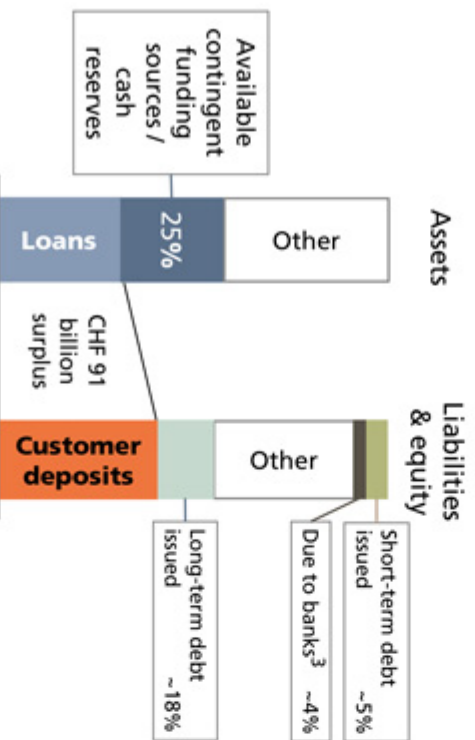 Assets
Other
25%
Loans
Available
contingent
funding
sources /
cash
reserves
CHF 91
billion
surplus
Liabilities
& equity
Other
Customer
deposits
Short-term debt
issued ~5%
Due to banks³ ~4%
Long-term debt
issued ~18%